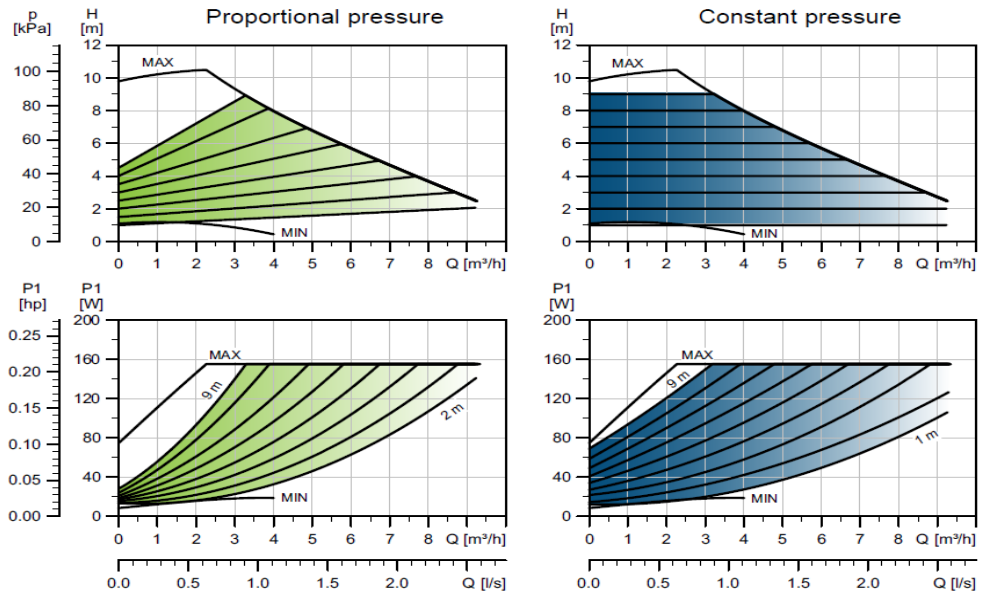 Proportional pressure
Constant pressure
p
[kPa]
H
[m]
12
10
8
6
4
2
0
100
80
60
40
20
0
MAX
MIN
0 1 2 3 4 5 6 7 8 Q [m³/h]
H
[m]
12
10
8
6
4
2
0
MAX
MIN
0 1 2 3 4 5 6 7 8 Q [m³/h]
P1
[hp]
P1
[W]
200
160
120
80
40
0
0.25
0.20
0.15
0.10
0.05
0.00
MAX
9 m
2 m
MIN
0 1 2 3 4 5 6 7 8 Q [m³/h]
0.0 0.5 1.0 1.5 2.0 Q [l/s]
P1
[W]
200
160
120
80
40
0
MAX
9 m
1 m
MIN
0 1 2 3 4 5 6 7 8 Q [m³/h]
0.0 0.5 1.0 1.5 2.0 Q [l/s]